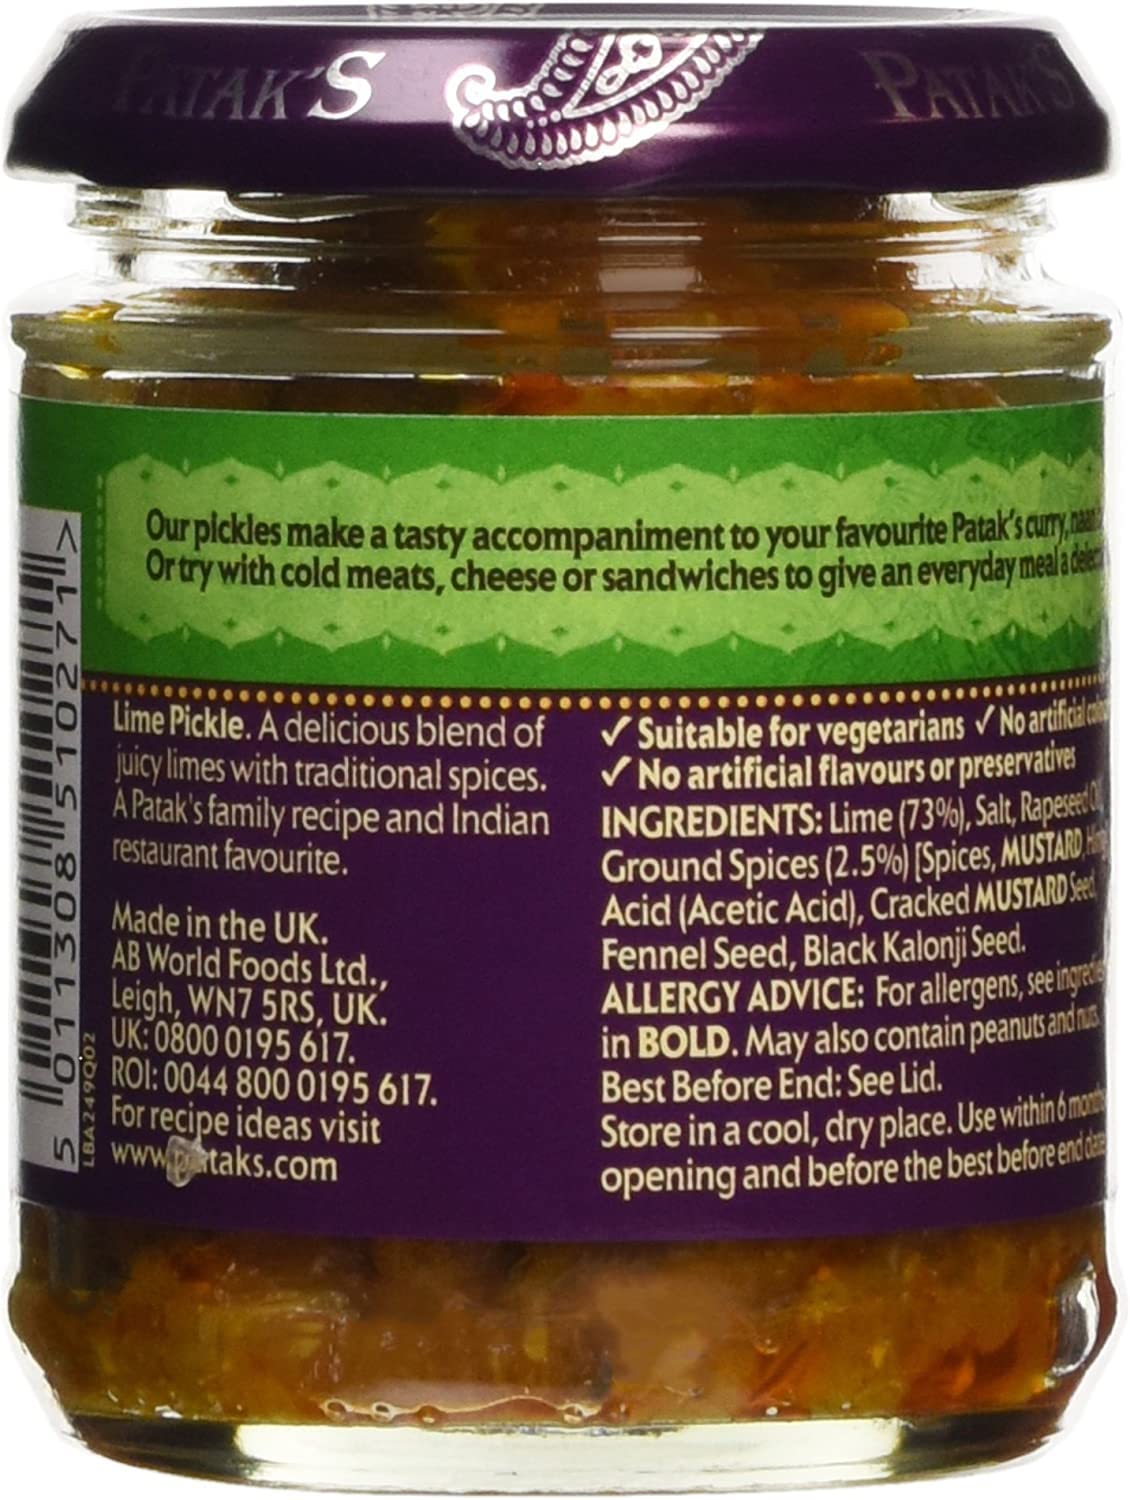 PATAK'S
PATAK'S
Our pickles make a tasty accompaniment to your favourite Patak's curry, naan
Or try with cold meats, cheese or sandwiches to give an everyday meal a
Lime Pickle. A delicious blend of
juicy limes with traditional spices.
A Patak's family recipe and Indian
restaurant favourite.
Made in the UK.
AB World Foods Ltd.,
Leigh, WN7 5RS, UK.
UK: 0800 0195 617.
ROI: 0044 800 0195 617.
For recipe ideas visit
www.pataks.com
✓ Suitable for vegetarians ✓ No artificial
✓ No artificial flavours or preservatives
INGREDIENTS: Lime (73%), Salt, Rapeseed Oil,
Ground Spices (2.5%) [Spices, MUSTARD,
Acid (Acetic Acid), Cracked MUSTARD Seed,
Fennel Seed, Black Kalonji Seed.
ALLERGY ADVICE: For allergens, see
in BOLD. May also contain peanuts and nuts.
Best Before End: See Lid.
Store in a cool, dry place. Use within 6 months
opening and before the best before end date.
5 011308 510271 >
LBA249Q02